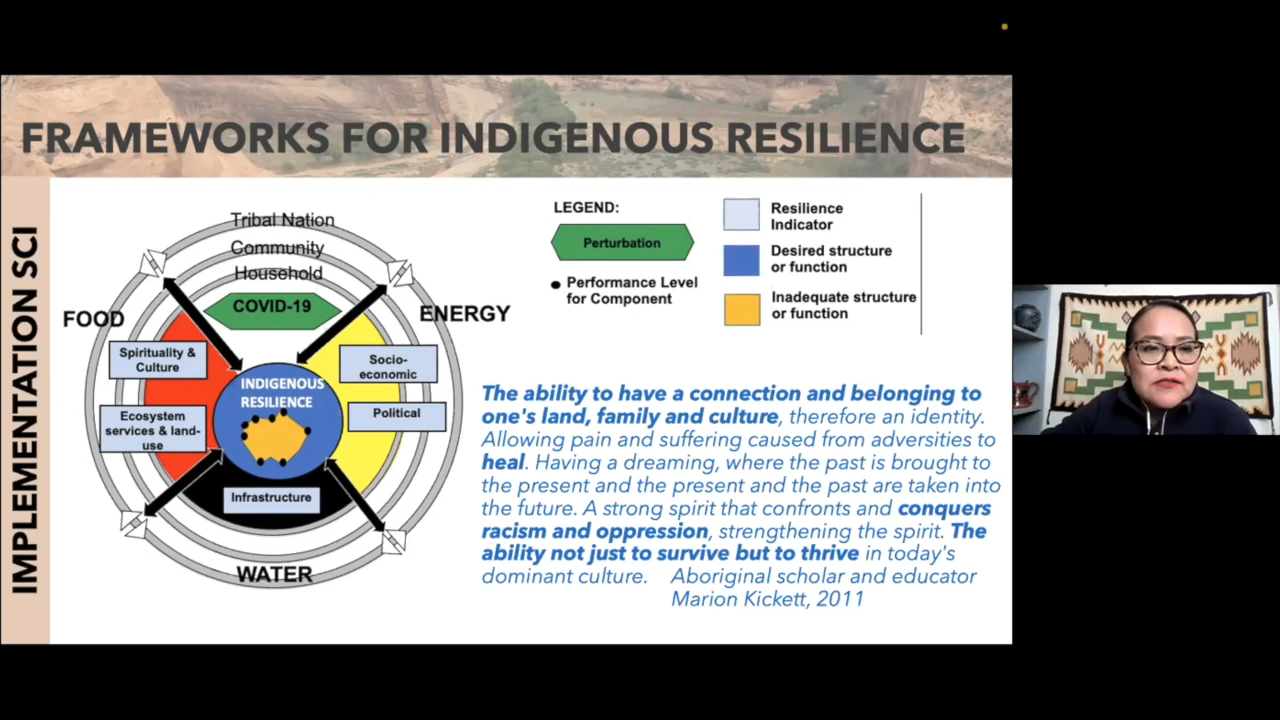 FRAMEWORKS FOR INDIGENOUS RESILIENCE
IMPLEMENTATION SCI
Tribal Nation
Community
Household
COVID-19
FOOD
ENERGY
Spirituality &
Culture
Socio-
economic
INDIGENOUS
RESILIENCE
Ecosystem
services & land-
use
Political
Infrastructure
WATER
LEGEND:
Perturbation
Performance Level
for Component
Resilience
Indicator
Desired structure
or function
Inadequate structure
or function
The ability to have a connection and belonging to
one's land, family and culture, therefore an identity.
Allowing pain and suffering caused from adversities to
heal. Having a dreaming, where the past is brought to
the present and the present and the past are taken into
the future. A strong spirit that confronts and conquers
racism and oppression, strengthening the spirit. The
ability not just to survive but to thrive in today's
dominant culture. Aboriginal scholar and educator
Marion Kickett, 2011